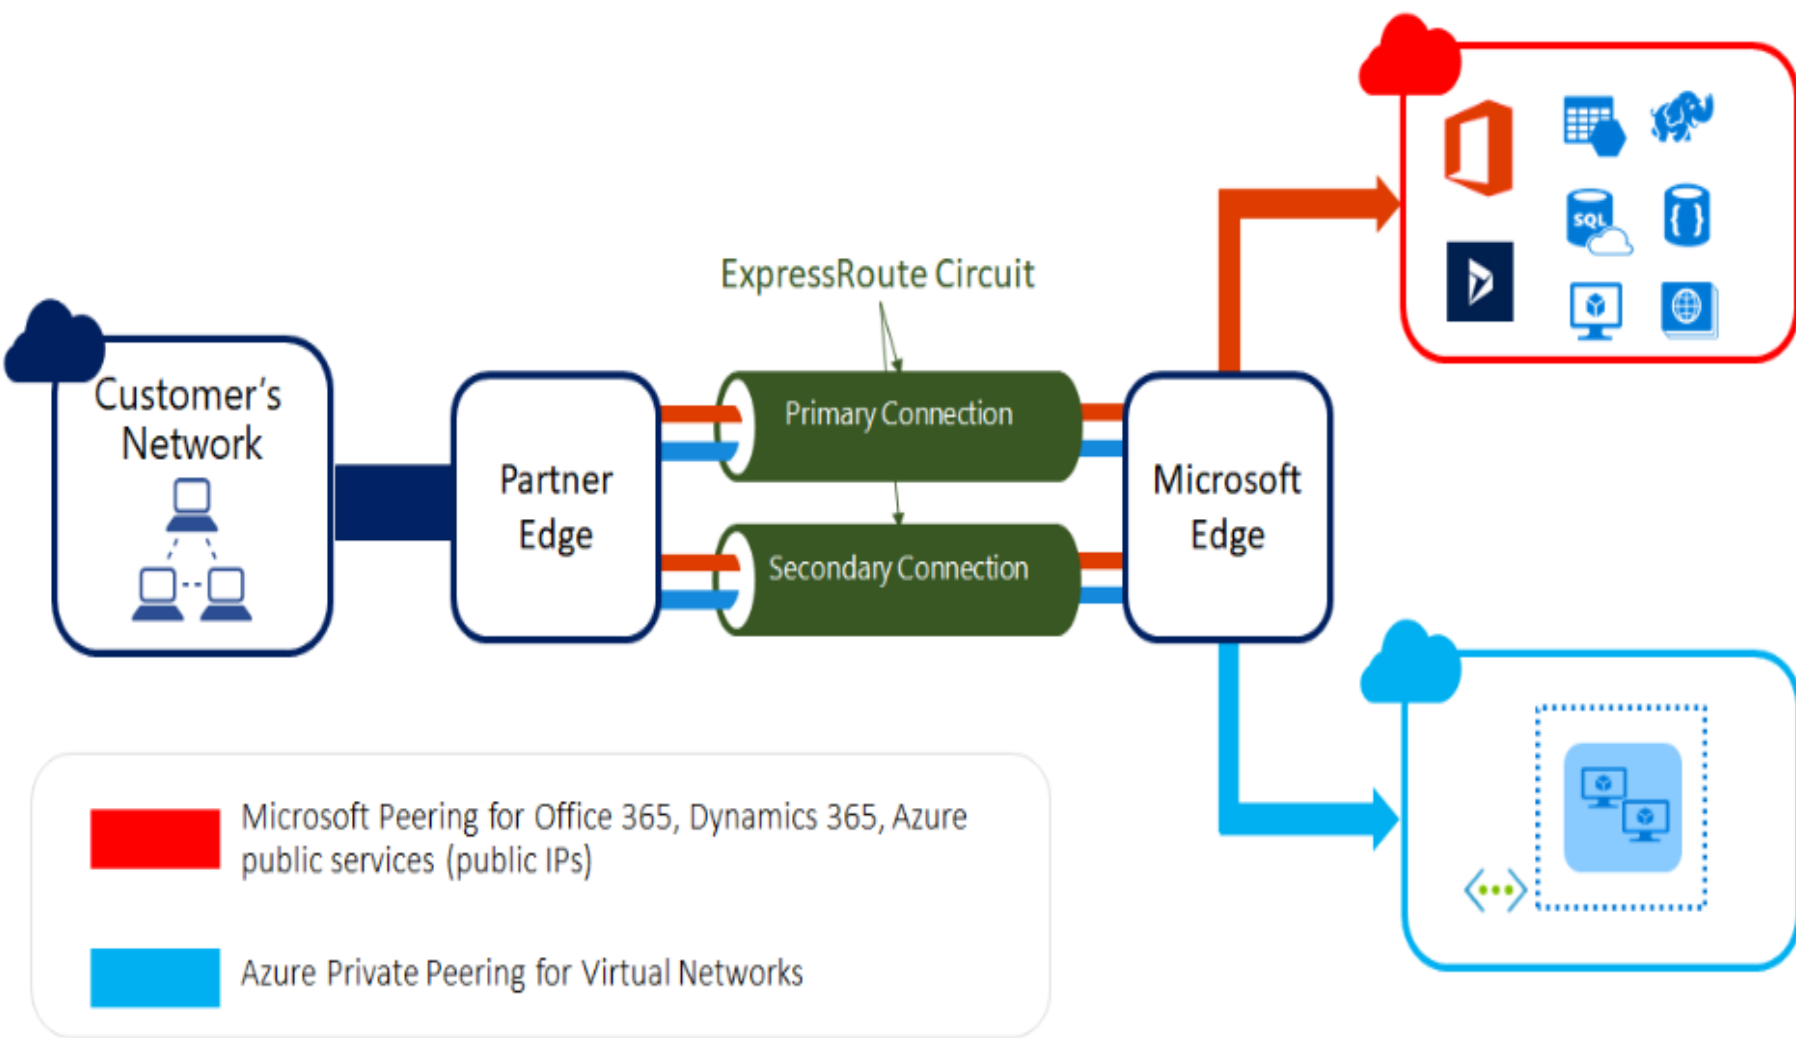 ExpressRoute Circuit
Customer's
Network
Partner
Edge
Primary Connection
Secondary Connection
Microsoft
Edge
SQL
Microsoft Peering for Office 365, Dynamics 365, Azure
public services (public IPs)
Azure Private Peering for Virtual Networks